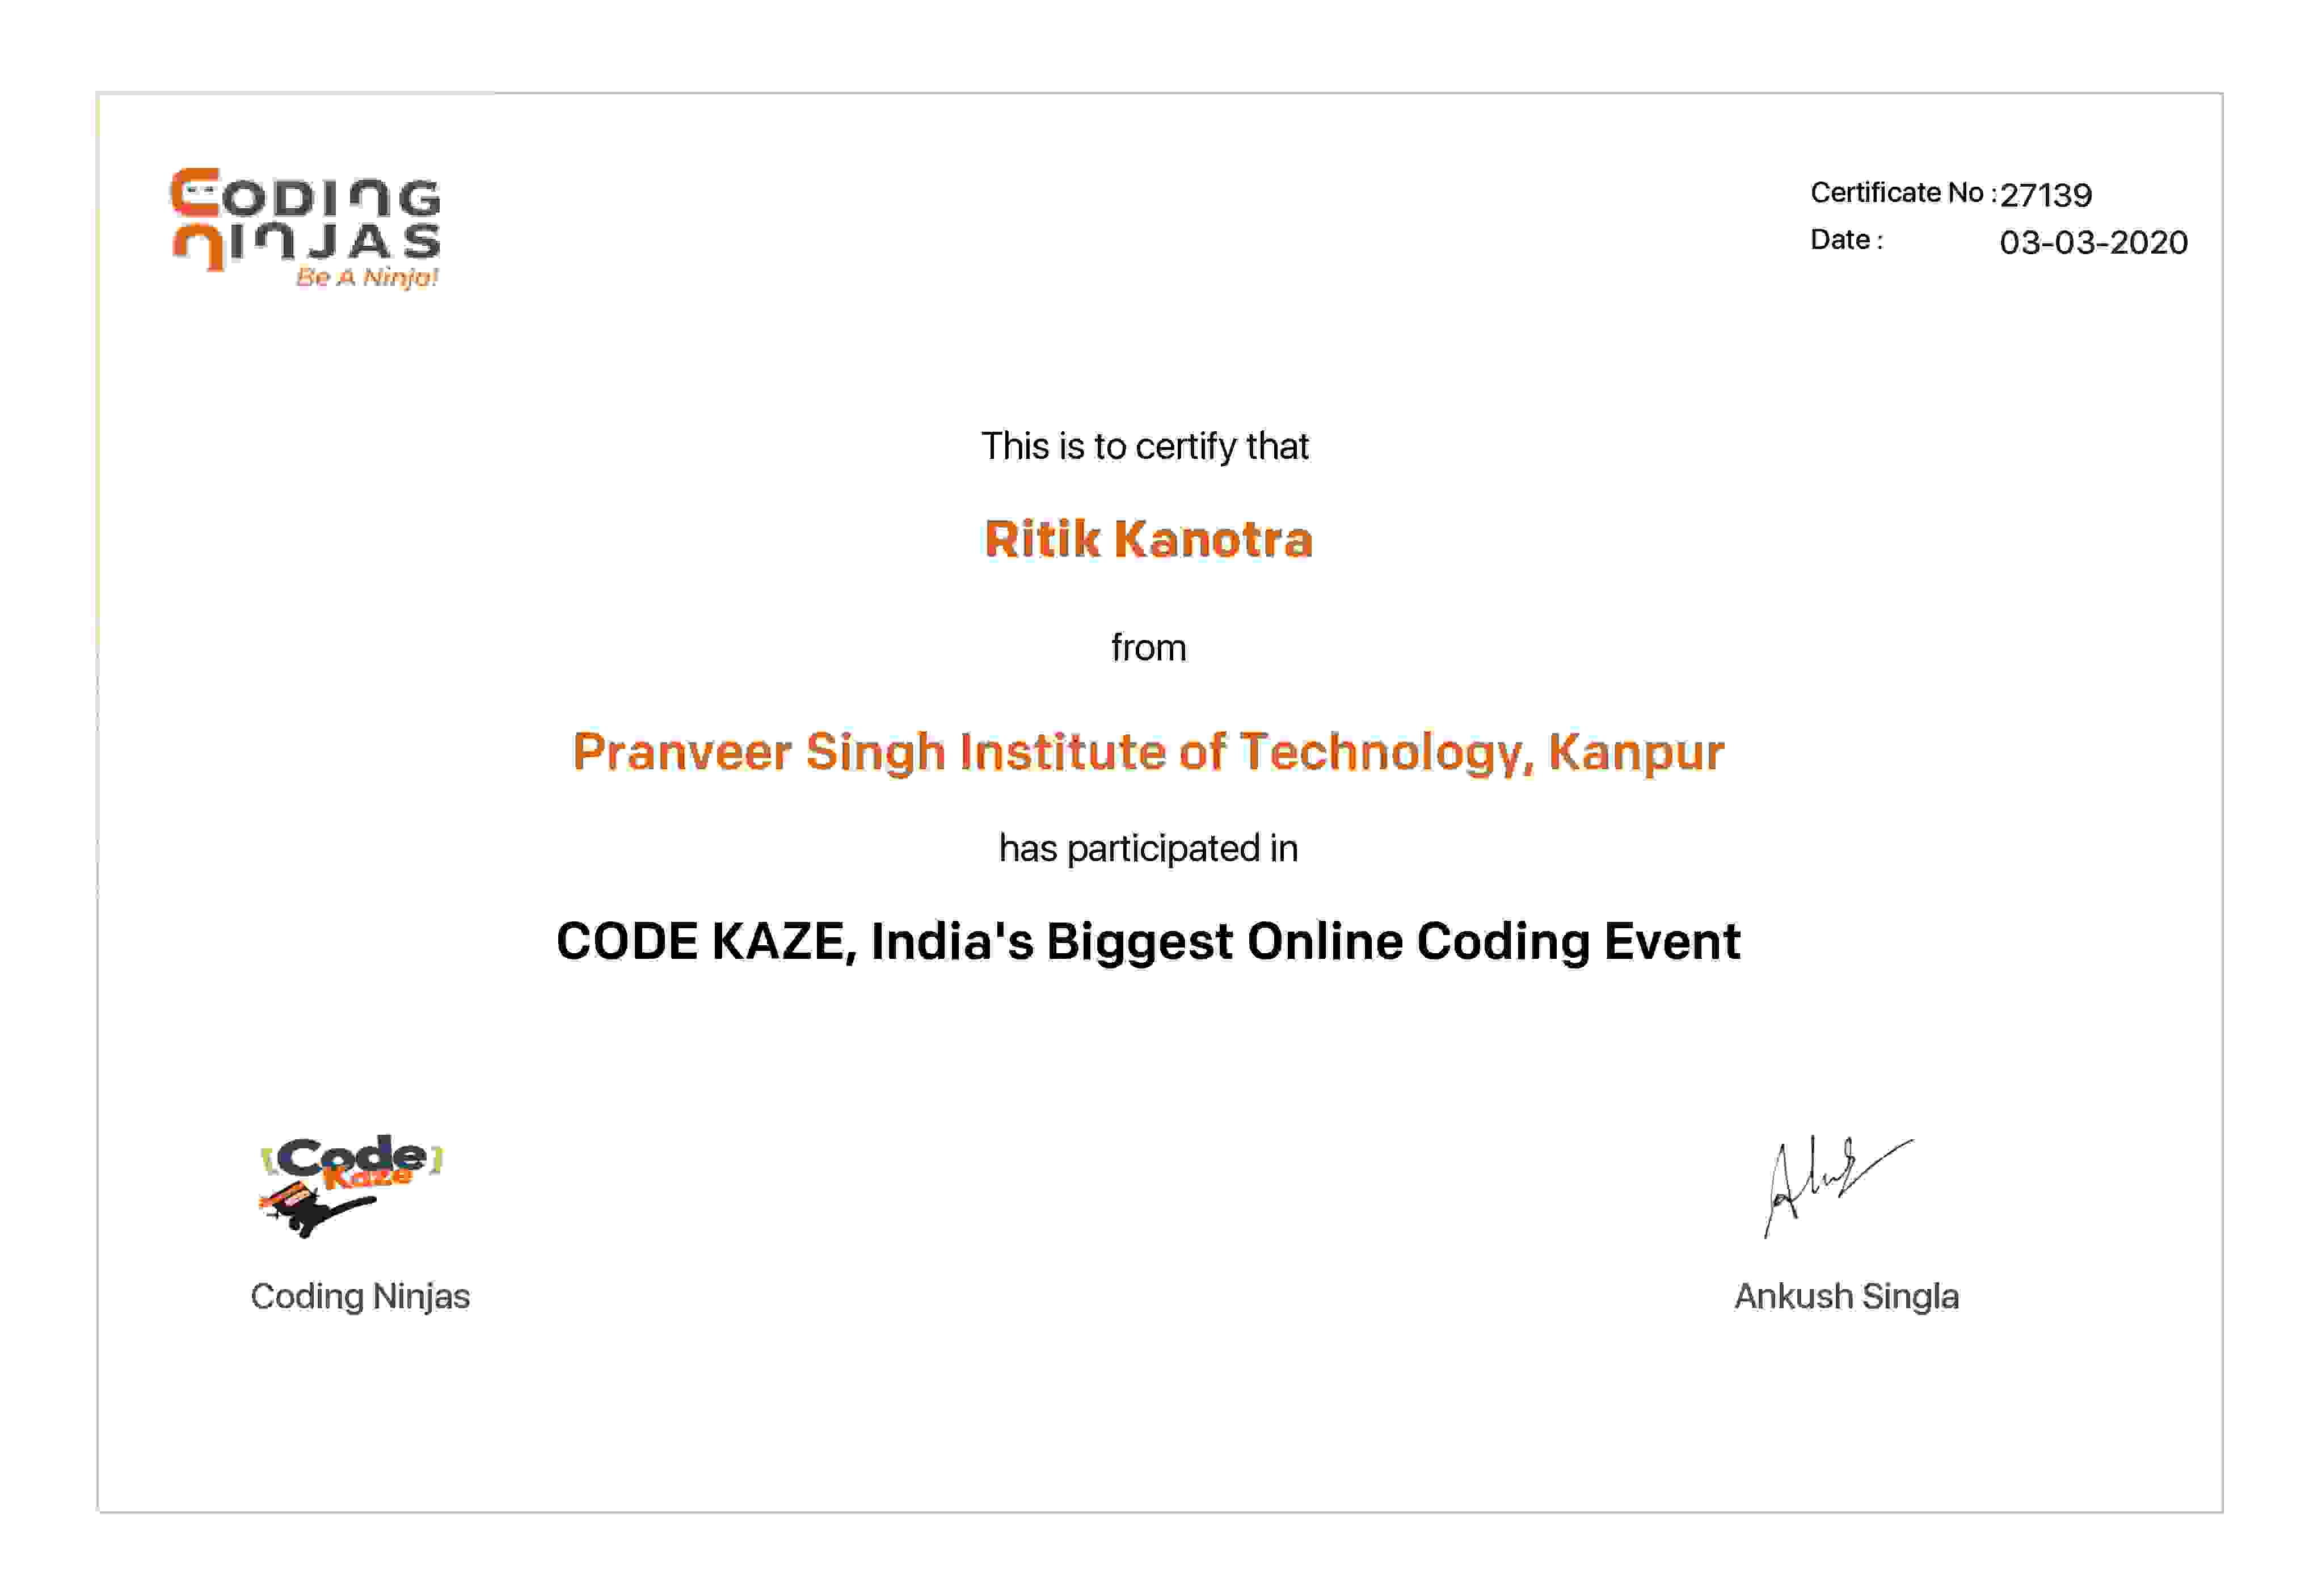 CODING
NINJAS
Be A Ninja!
Certificate No : 27139
Date : 03-03-2020
This is to certify that
Ritik Kanotra
from
Pranveer Singh Institute of Technology, Kanpur
has participated in
CODE KAZE, India's Biggest Online Coding Event
[Code]
Kaze
Coding Ninjas
Ankush Singla